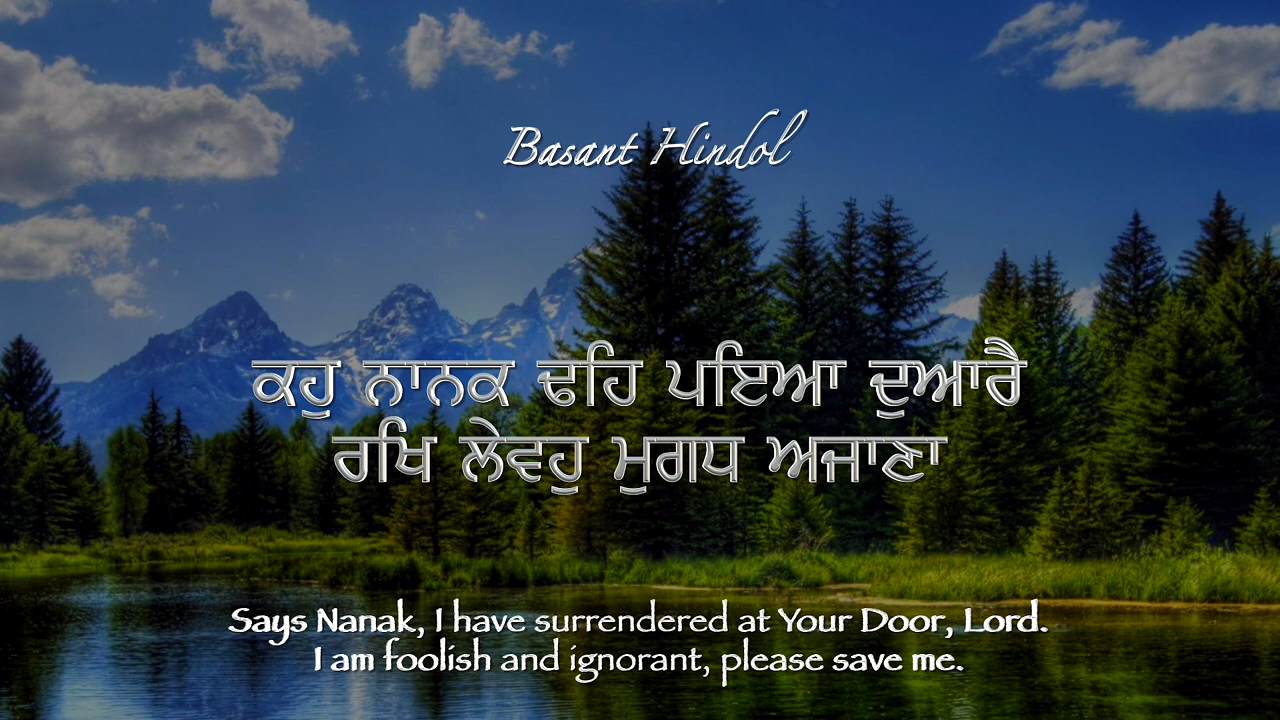 Basant Hindol
ਕਹੁ ਨਾਨਕ ਢਹਿ ਪਇਆ ਦੁਆਰੈ
ਰਖਿ ਲੇਵਹੁ ਮੁਗਧ ਅਜਾਣਾ
Says Nanak, I have surrendered at Your Door, Lord.
I am foolish and ignorant, please save me.